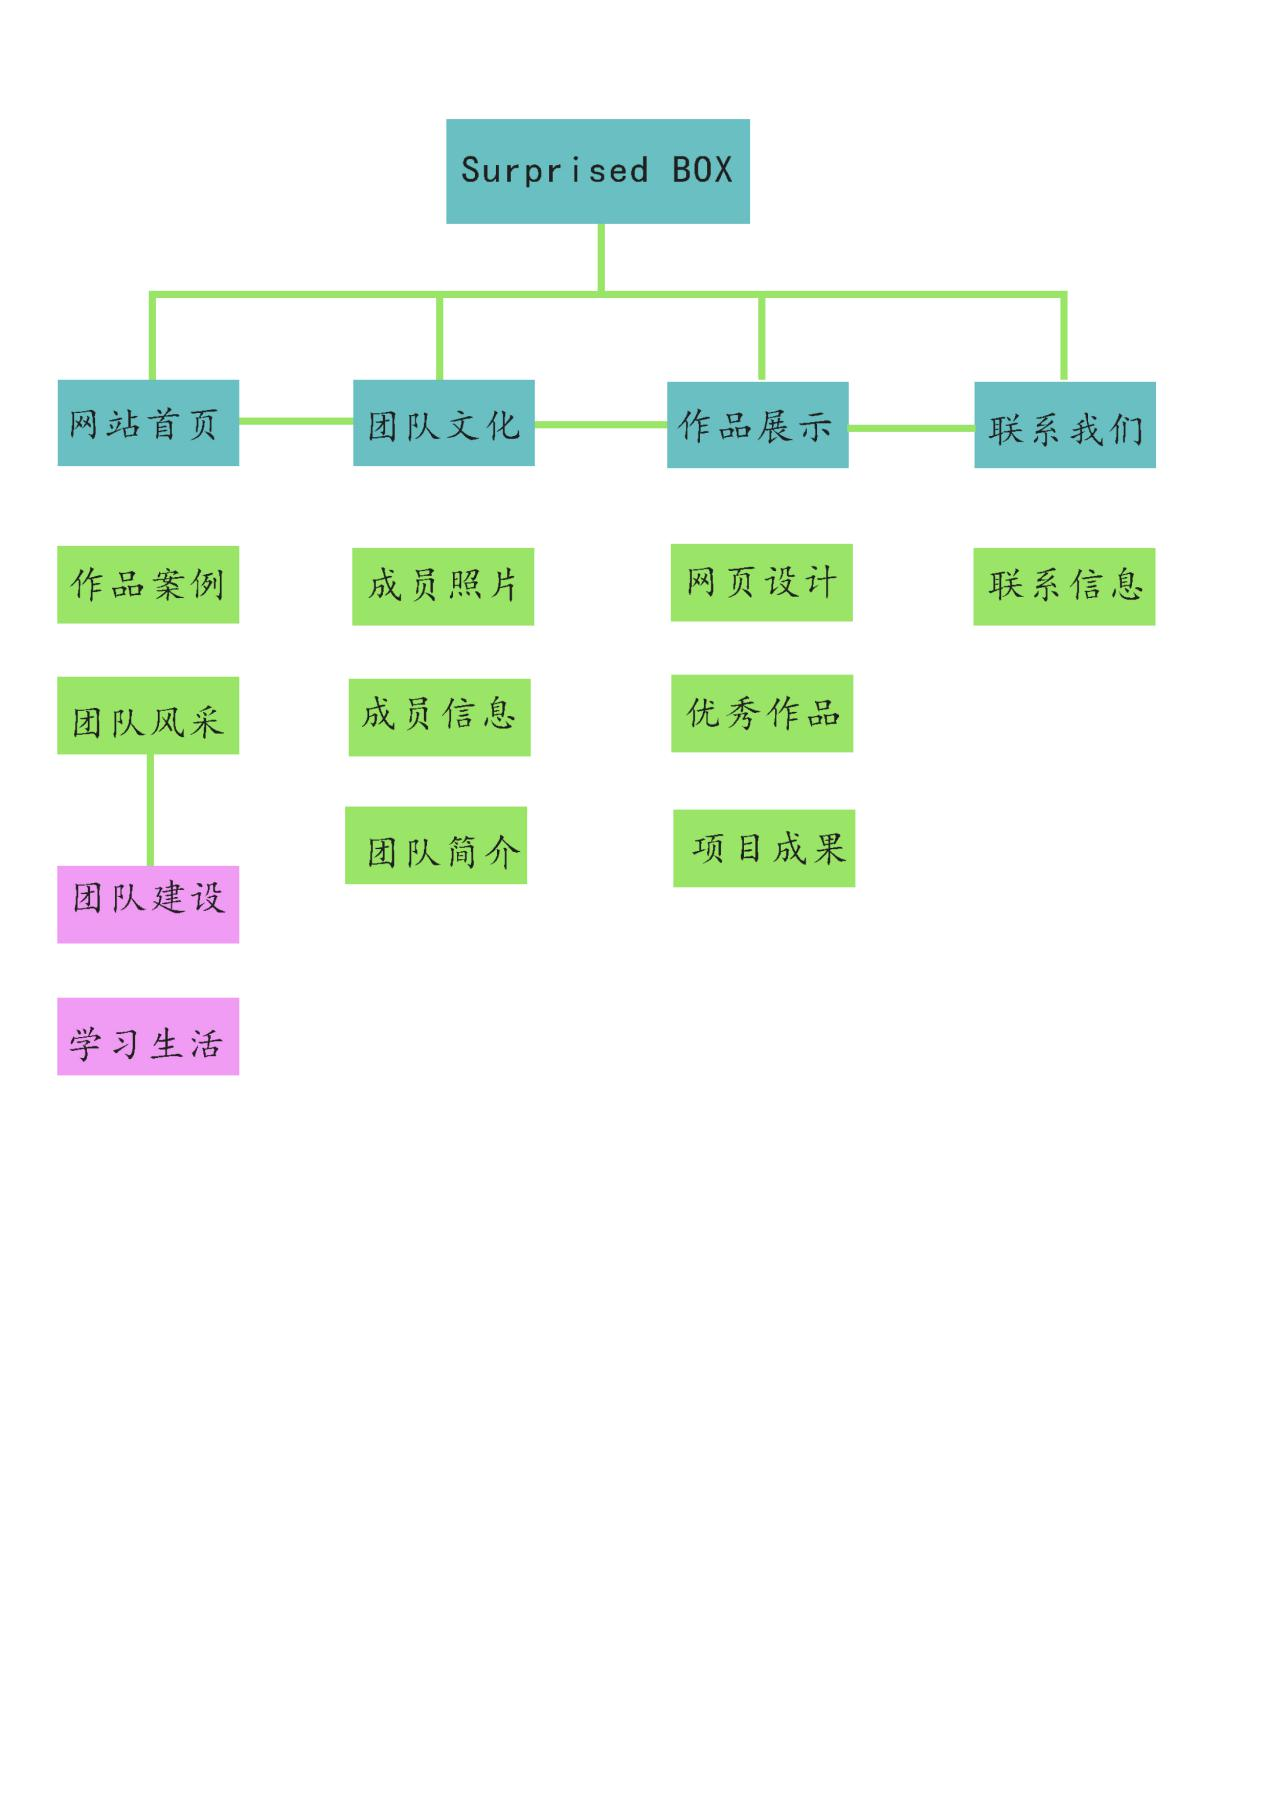 Surprised BOX
网站首页
团队文化
作品展示
联系我们
作品案例
成员照片
网页设计
联系信息
团队风采
成员信息
优秀作品
团队简介
项目成果
团队建设
学习生活